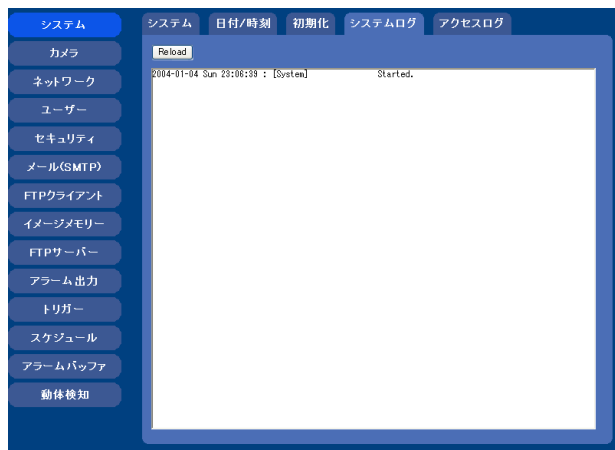 システム
カメラ
ネットワーク
ユーザー
セキュリティ
メール(SMTP)
FTPクライアント
イメージメモリー
FTPサーバー
アラーム出力
トリガー
スケジュール
アラームバッファ
動体検知
システム 日付/時刻 初期化 システムログ アクセスログ
Reload
2004-01-04 Sun 23:06:39 : [System] Started.